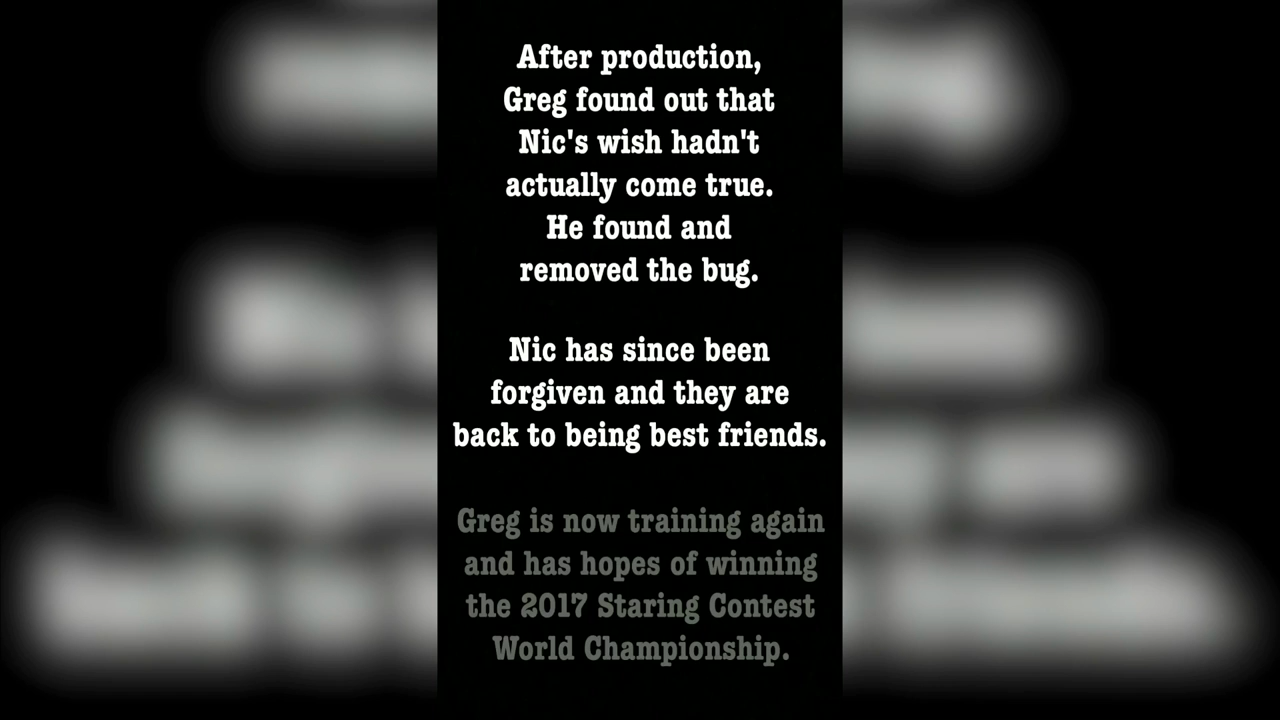 After production,
Greg found out that
Nic's wish hadn't
actually come true.
He found and
removed the bug.
Nic has since been
forgiven and they are
back to being best friends.
Greg is now training again
and has hopes of winning
the 2017 Staring Contest
World Championship.